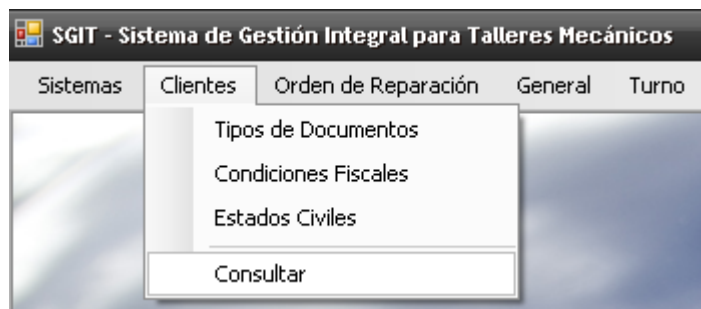 SGIT - Sistema de Gestión Integral para Talleres Mecánicos
Sistemas Clientes Orden de Reparación General Turno
Tipos de Documentos
Condiciones Fiscales
Estados Civiles
Consultar